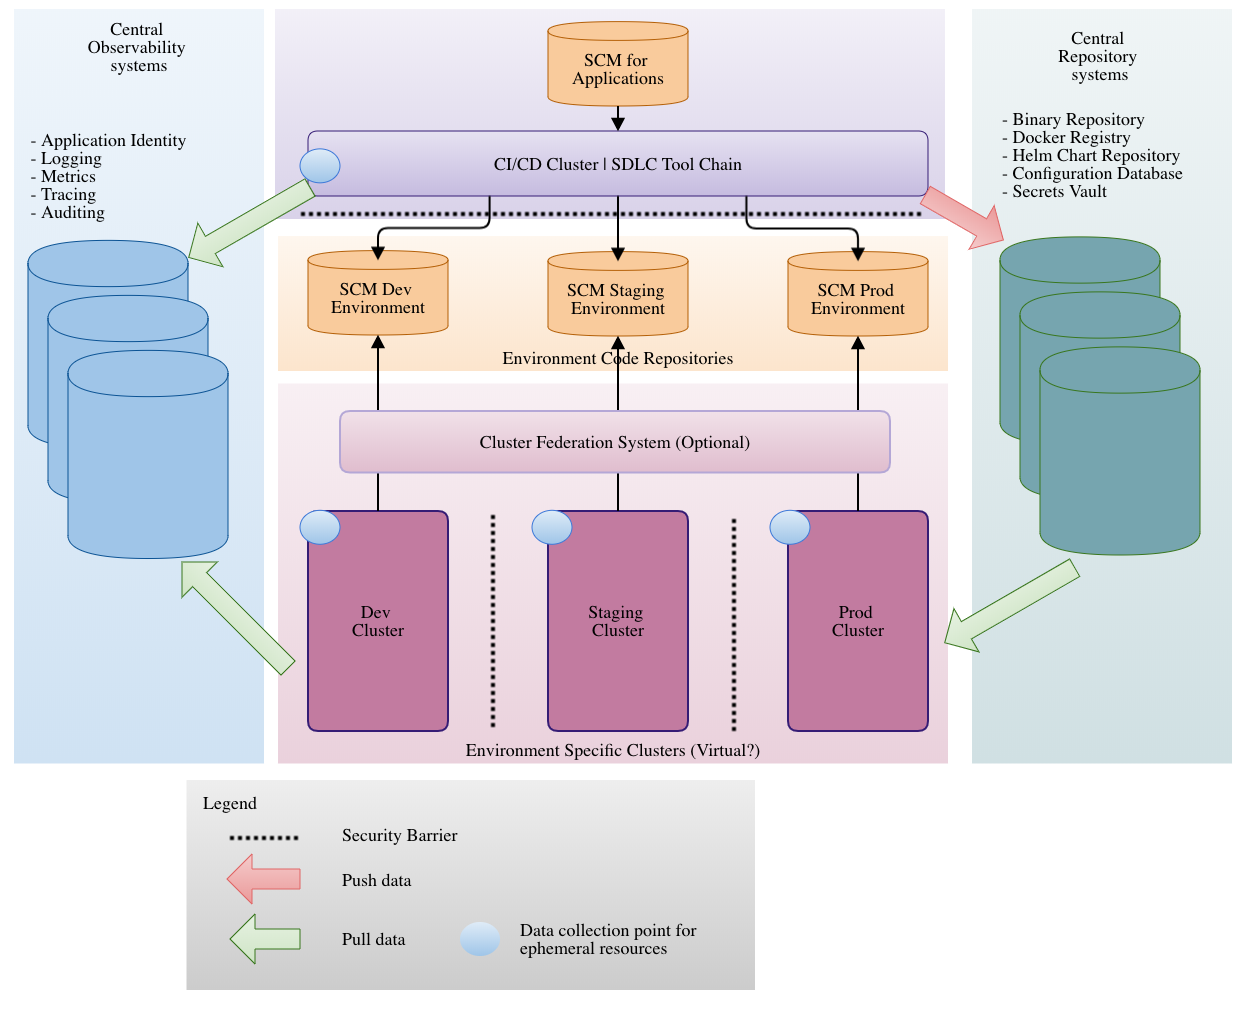 Central
Observability
systems
- Application Identity
- Logging
- Metrics
- Tracing
- Auditing
SCM for
Applications
CI/CD Cluster | SDLC Tool Chain
Central
Repository
systems
- Binary Repository
- Docker Registry
- Helm Chart Repository
- Configuration Database
- Secrets Vault
SCM Dev
Environment
SCM Staging
Environment
SCM Prod
Environment
Environment Code Repositories
Cluster Federation System (Optional)
Dev
Cluster
Staging
Cluster
Prod
Cluster
Environment Specific Clusters (Virtual?)
Legend
Security Barrier
Push data
Pull data
Data collection point for
ephemeral resources